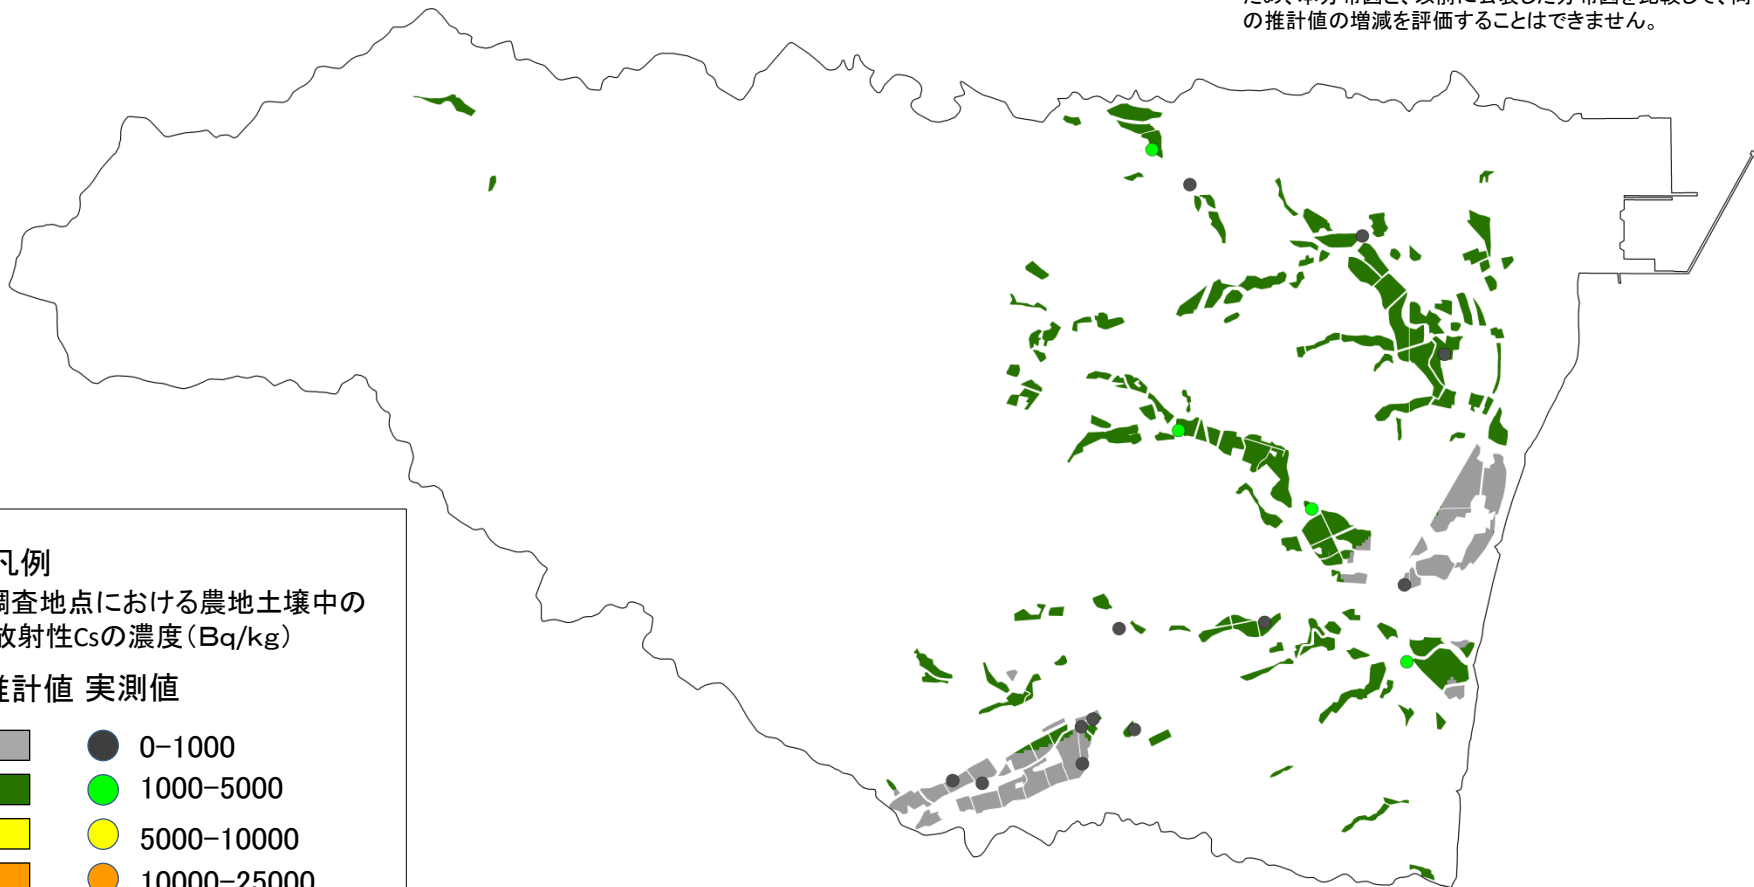 の推計値の増減を評価することはできません。
凡例
調査地点における農地土壌中の
放射性Csの濃度(Bq/kg)
推計値 実測値
0-1000
1000-5000
5000-10000
10000-25000